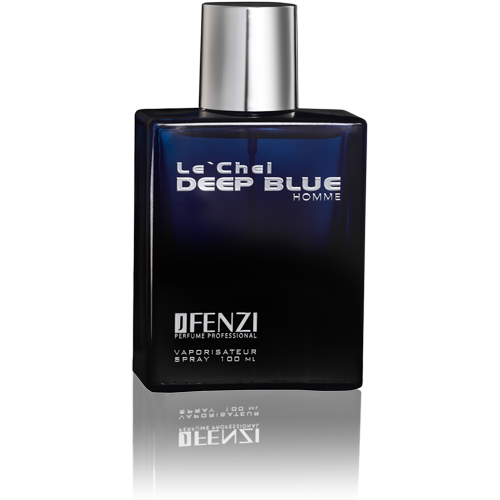 Le`Chel
DEEP BLUE
HOMME
JFENZI
PERFUME PROFESSIONAL
VAPORISATEUR
SPRAY 100 ML